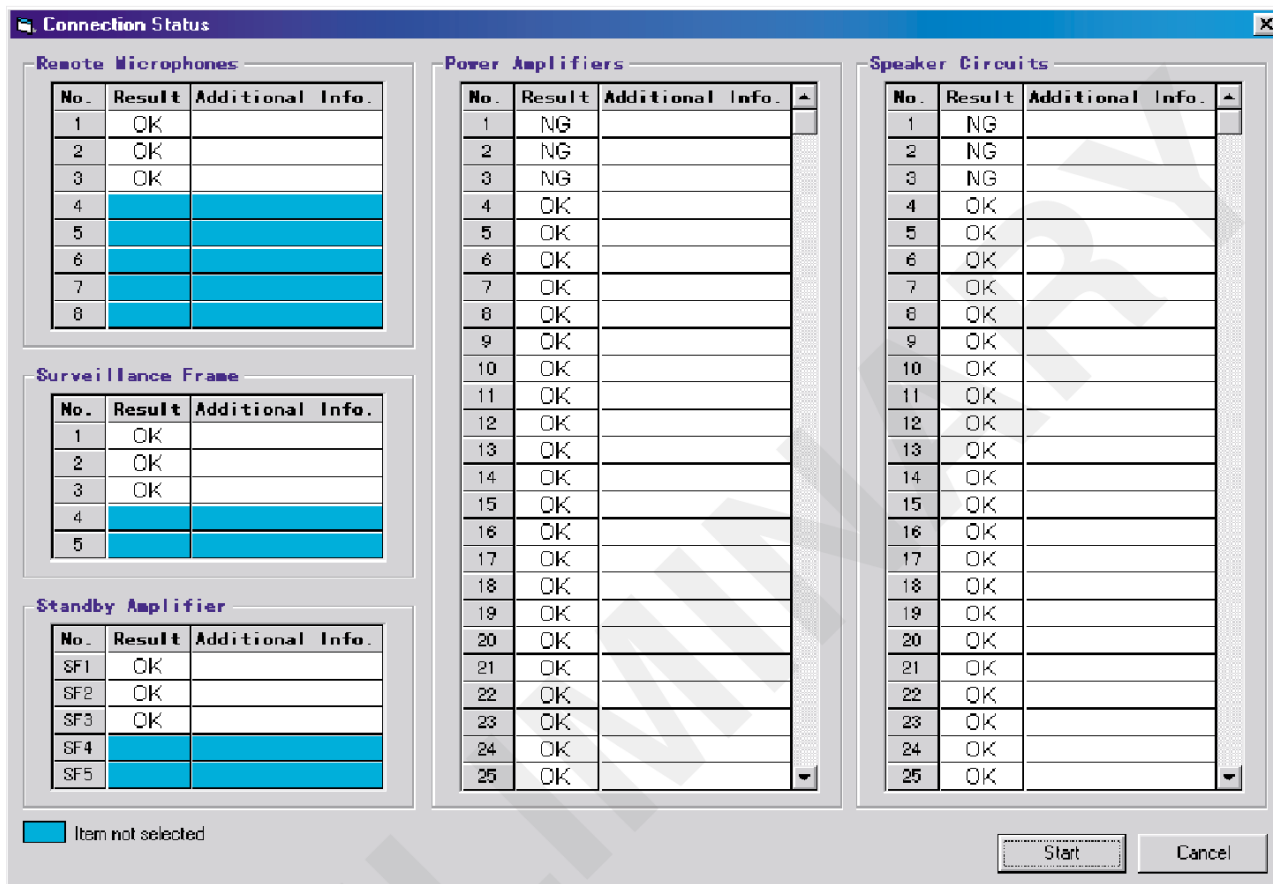 Connection Status
Remote Microphones
No. Result Additional Info.
1 OK
2 OK
3 OK
4
5
6
7
8
Surveillance Frame
No. Result Additional Info.
1 OK
2 OK
3 OK
4
5
Standby Amplifier
No. Result Additional Info.
SF1 OK
SF2 OK
SF3 OK
SF4
SF5
Item not selected
Power Amplifiers
No. Result Additional Info.
1 NG
2 NG
3 NG
4 OK
5 OK
6 OK
7 OK
8 OK
9 OK
10 OK
11 OK
12 OK
13 OK
14 OK
15 OK
16 OK
17 OK
18 OK
19 OK
20 OK
21 OK
22 OK
23 OK
24 OK
25 OK
Speaker Circuits
No. Result Additional Info.
1 NG
2 NG
3 NG
4 OK
5 OK
6 OK
7 OK
8 OK
9 OK
10 OK
11 OK
12 OK
13 OK
14 OK
15 OK
16 OK
17 OK
18 OK
19 OK
20 OK
21 OK
22 OK
23 OK
24 OK
25 OK
Start Cancel